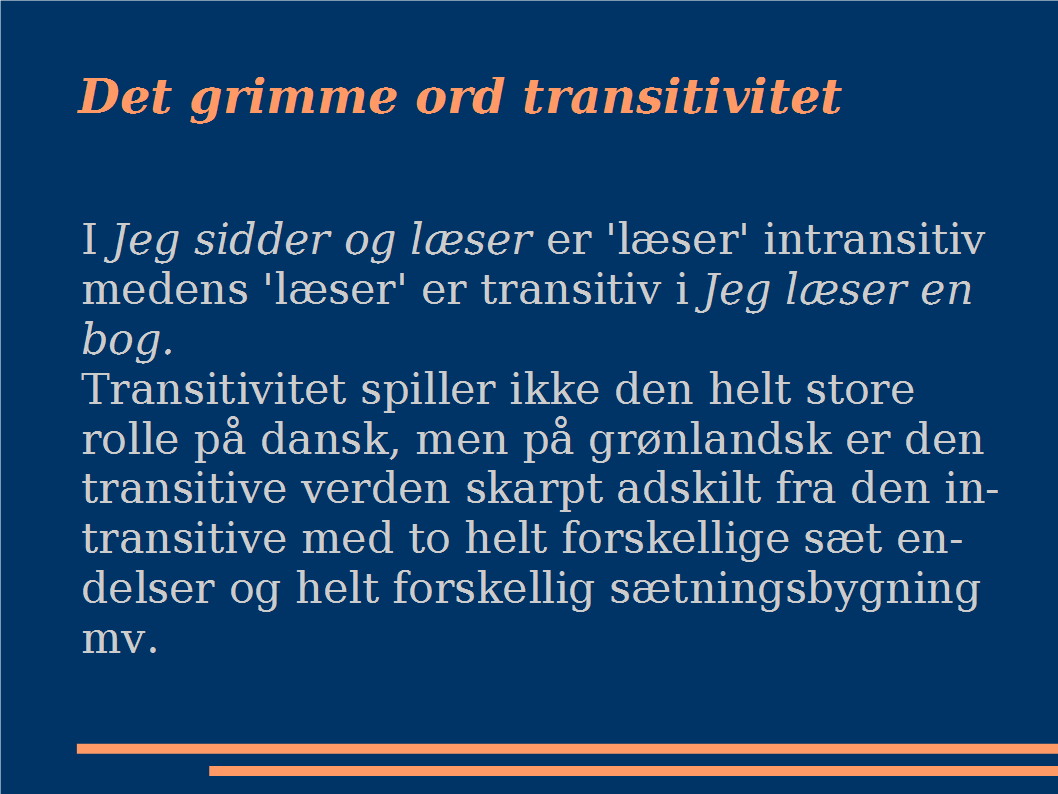 Det grimme ord transitivitet
I Jeg sidder og læser er 'læser' intransitiv
medens 'læser' er transitiv i Jeg læser en
bog.
Transitivitet spiller ikke den helt store
rolle på dansk, men på grønlandsk er den
transitive verden skarpt adskilt fra den in-
transitive med to helt forskellige sæt en-
delser og helt forskellig sætningsbygning
mv.